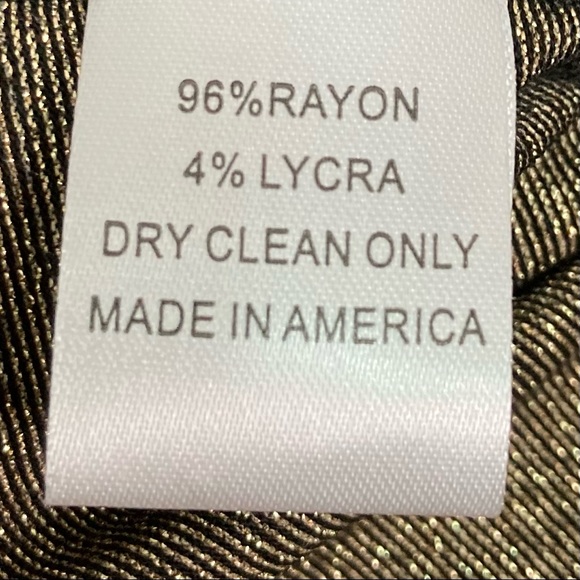 96%RAYON
4% LYCRA
DRY CLEAN ONLY
MADE IN AMERICA